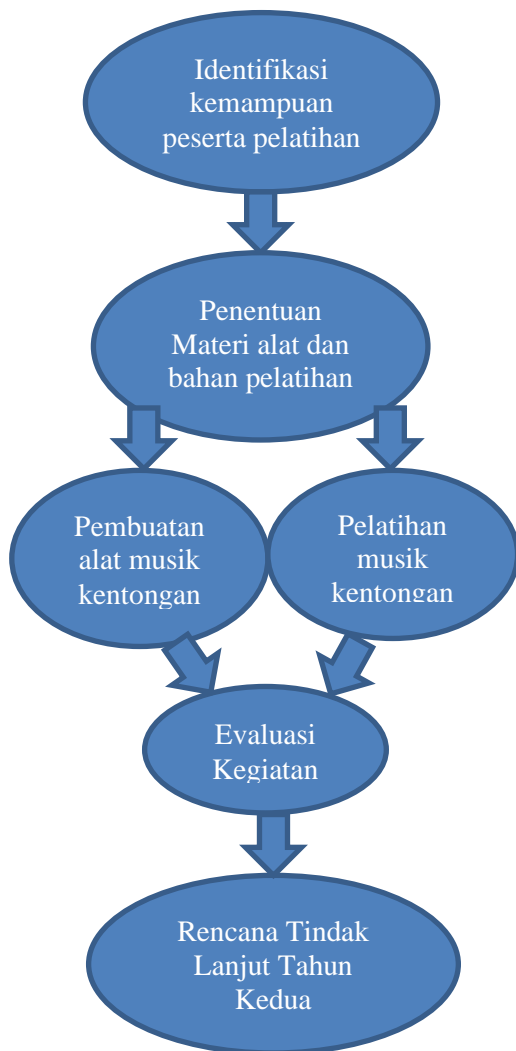 Identifikasi
kemampuan
peserta pelatihan
Penentuan
Materi alat dan
bahan pelatihan
Pembuatan
alat musik
kentongan
Pelatihan
musik
kentongan
Evaluasi
Kegiatan
Rencana Tindak
Lanjut Tahun
Kedua